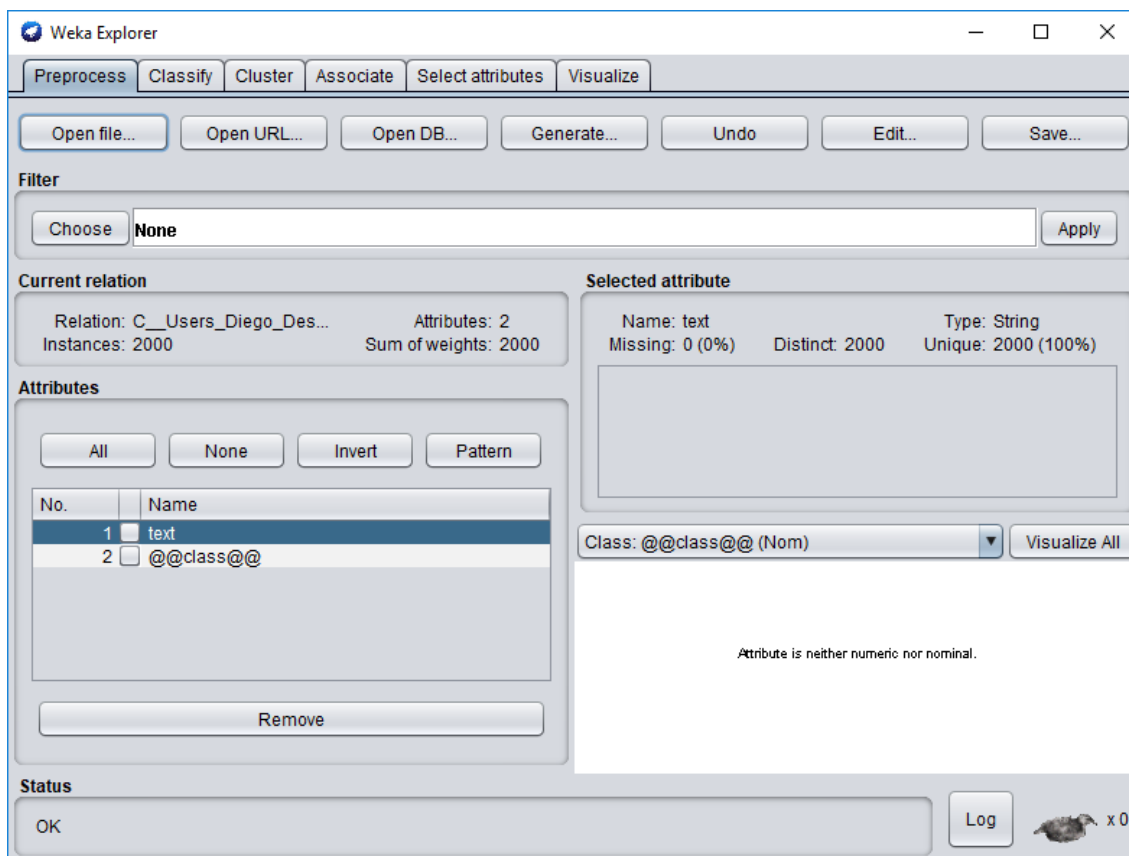 Weka Explorer
Preprocess Classify Cluster Associate Select attributes Visualize
Open file... Open URL... Open DB... Generate... Undo Edit... Save...
Filter
Choose None Apply
Current relation
Relation: C__Users_Diego_Des... Attributes: 2
Instances: 2000 Sum of weights: 2000
Selected attribute
Name: text Type: String
Missing: 0 (0%) Distinct: 2000 Unique: 2000 (100%)
Attributes
All None Invert Pattern
No. Name
1 text
2 @@class@@
Remove
Class: @@class@@ (Nom) Visualize All
Attribute is neither numeric nor nominal.
Status
OK
Log x 0